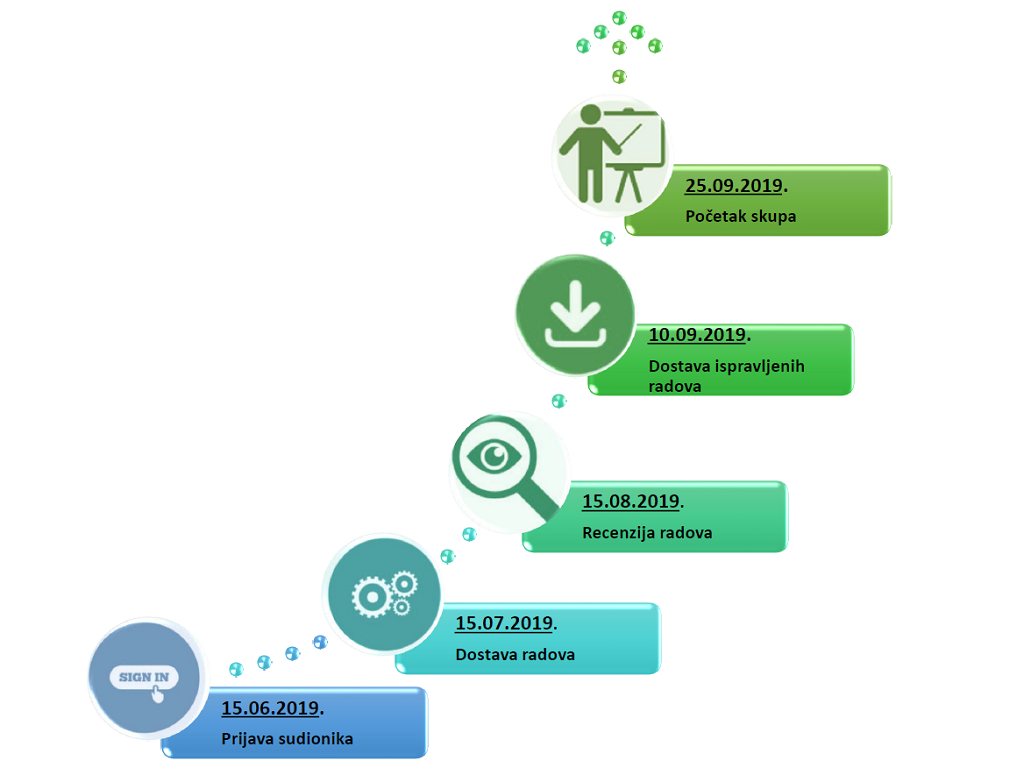 25.09.2019.
Početak skupa
10.09.2019.
Dostava ispravljenih
radova
15.08.2019.
Recenzija radova
15.07.2019.
Dostava radova
SIGN IN
15.06.2019.
Prijava sudionika